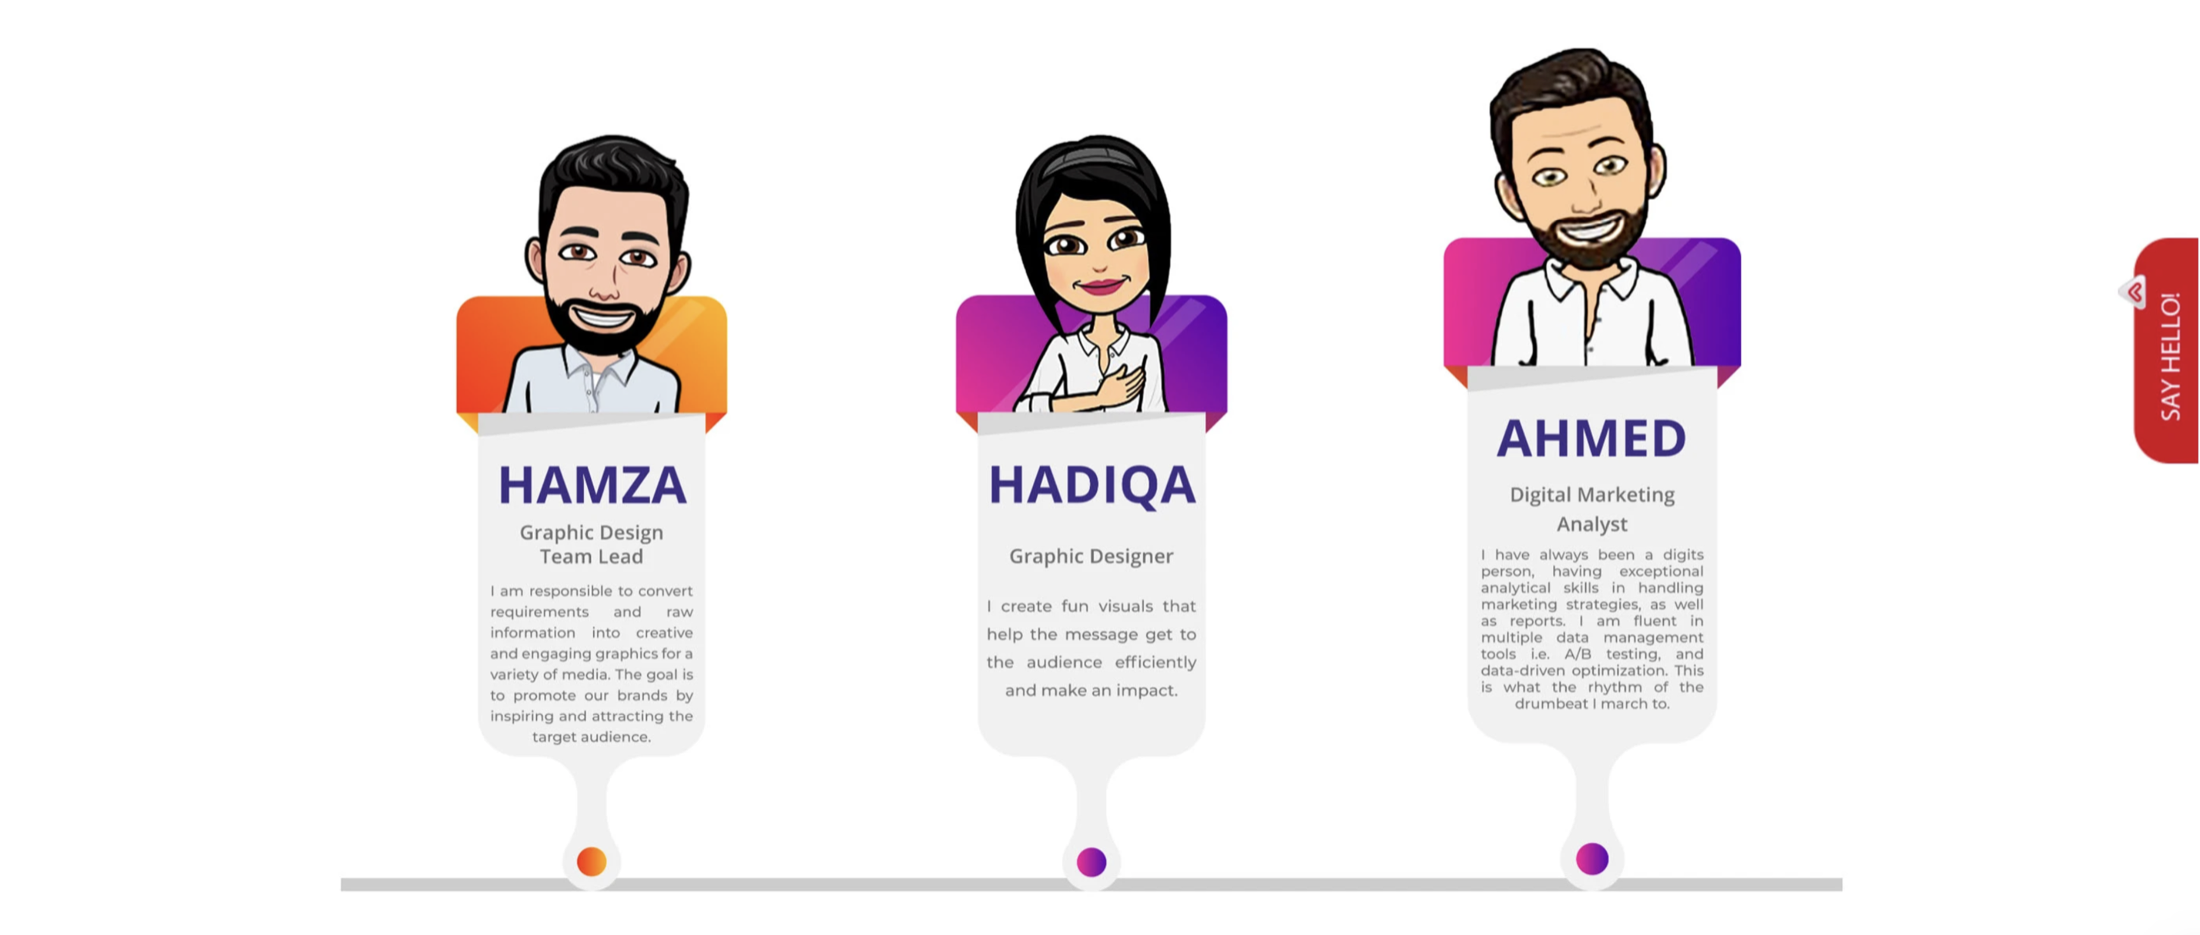 HAMZA
Graphic Design
Team Lead
I am responsible to convert
requirements and raw
information into creative
and engaging graphics for a
variety of media. The goal is
to promote our brands by
inspiring and attracting the
target audience.
HADIQA
Graphic Designer
I create fun visuals that
help the message get to
the audience efficiently
and make an impact.
AHMED
Digital Marketing
Analyst
I have always been a digits
person, having exceptional
analytical skills in handling
marketing strategies, as well
as reports. I am fluent in
multiple data management
tools i.e. A/B testing, and
data-driven optimization. This
is what the rhythm of the
drumbeat I march to.
SAY HELLO!